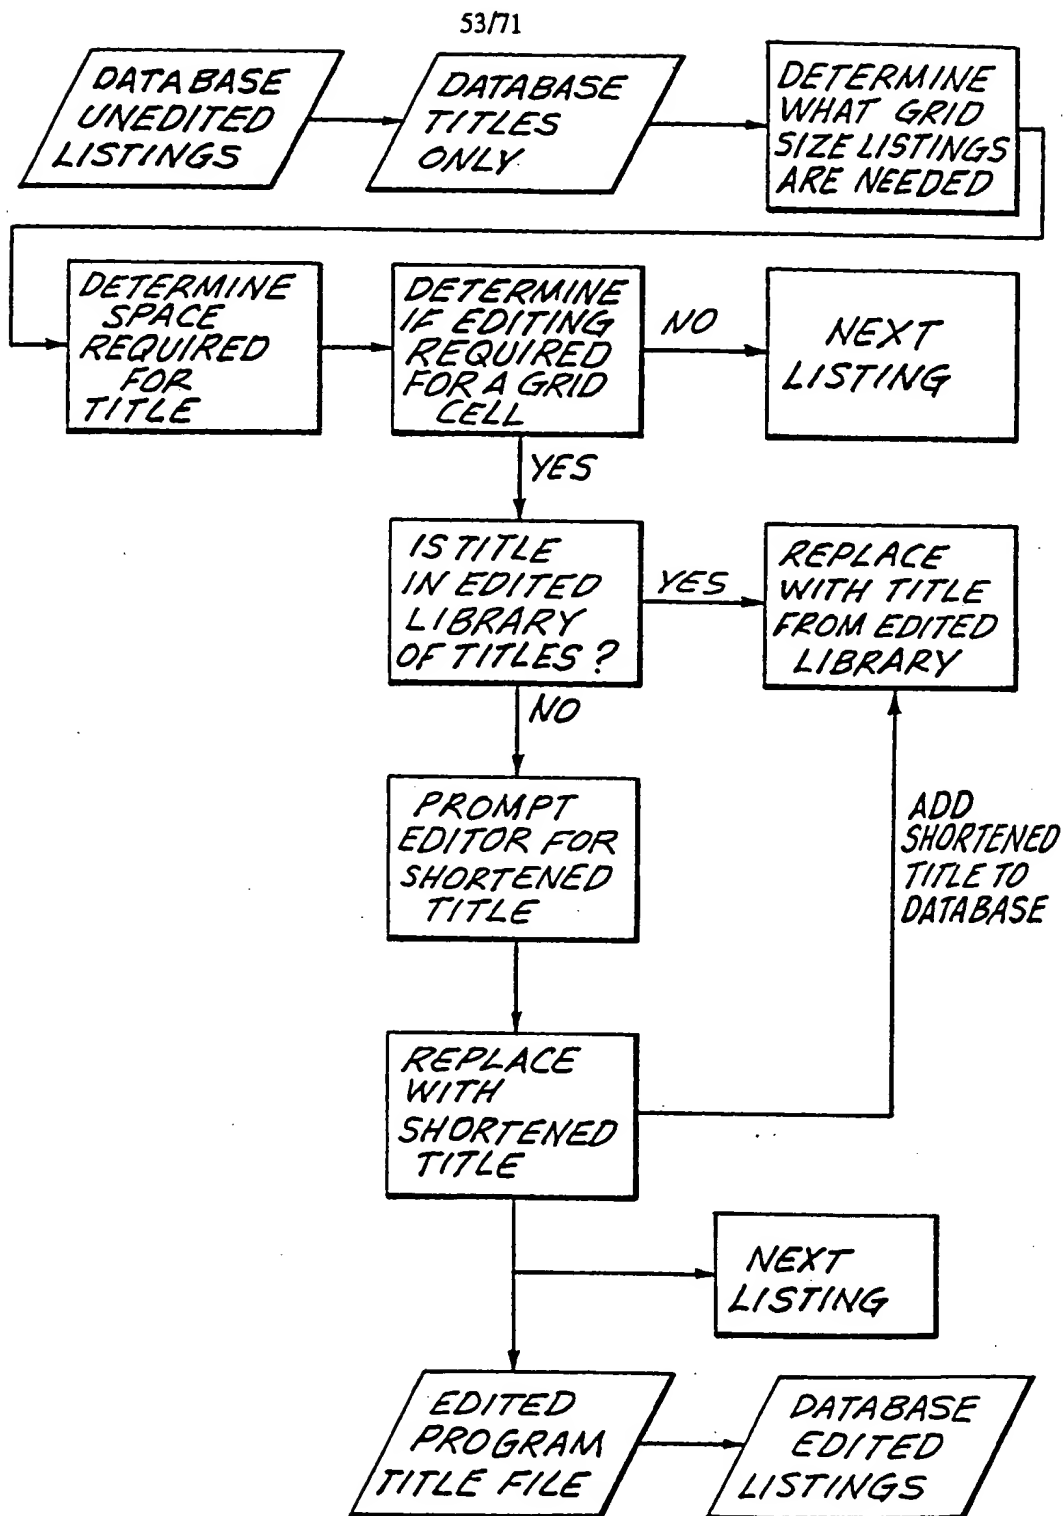 53/71
DATABASE
UNEDITED
LISTINGS
DATABASE
TITLES
ONLY
DETERMINE
WHAT GRID
SIZE LISTINGS
ARE NEEDED
DETERMINE
SPACE
REQUIRED
FOR
TITLE
DETERMINE
IF EDITING
REQUIRED
FOR A GRID
CELL
NO
NEXT
LISTING
YES
IS TITLE
IN EDITED
LIBRARY
OF TITLES?
YES
REPLACE
WITH TITLE
FROM EDITED
LIBRARY
NO
PROMPT
EDITOR FOR
SHORTENED
TITLE
ADD
SHORTENED
TITLE TO
DATABASE
REPLACE
WITH
SHORTENED
TITLE
NEXT
LISTING
EDITED
PROGRAM
TITLE FILE
DATABASE
EDITED
LISTINGS